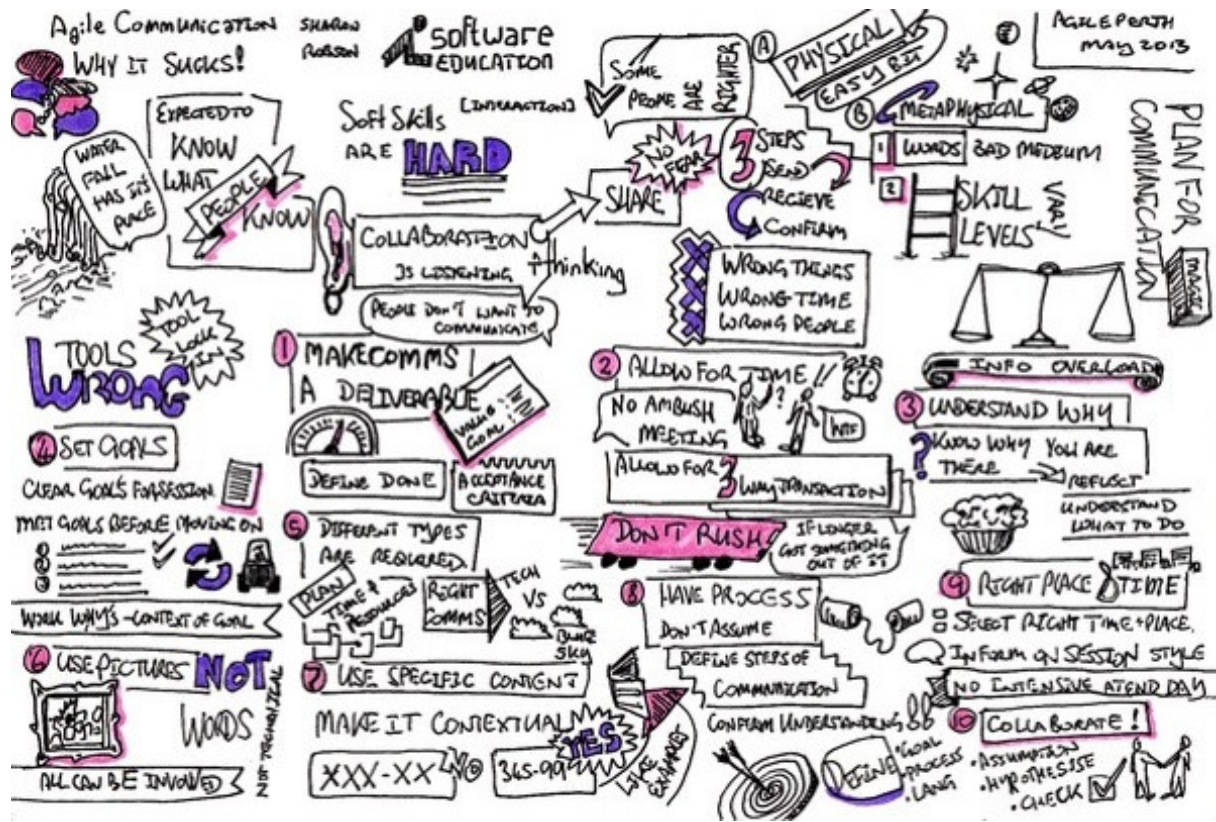 Agile Communication
WHY IT SUCKS!
SHARON
ROBSON
software
EDUCATION
AGILE PERTH
MAY 2013
WATER
FALL
HAS ITS
PLACE
EXPECTED TO
KNOW
WHAT
PEOPLE
KNOW
Soft Skills
[INTERACTION]
ARE HARD
COLLABORATION
IS LISTENING
+thinking
PEOPLE DON'T WANT TO
COMMUNICATE
SOME
PEOPLE ARE
RIGHTER
NO
FEAR
SHARE
3 STEPS
SEND
RECIEVE
CONFIRM
WRONG THINGS
WRONG TIME
WRONG PEOPLE
A PHYSICAL
EASY BIT
B METAPHYSICAL
1 WORDS BAD MEDIUM
2 SKILL
LEVELS
VARY
PLAN FOR
COMMUNICATION
INFO OVERLOAD
TOOLS
WRONG
TOOL
LOCK
IN
1 MAKE COMMS
A DELIVERABLE
VALUE
GOAL
DEFINE DONE
ACCEPTANCE
CRITERIA
2 ALLOW FOR TIME!!
NO AMBUSH
MEETING
?
WTF
ALLOW FOR 3 WAY TRANSACTION
DON'T RUSH
IF LONGER
GOT SOMETHING
OUT OF IT
3 UNDERSTAND WHY
? KNOW WHY YOU ARE
THERE
REFLECT
UNDERSTAND
WHAT TO DO
4 SET GOALS
CLEAR GOALS FOR SESSION
MET GOALS BEFORE MOVING ON
1
2
3
WORK WHY'S - CONTEXT OF GOAL
5 DIFFERENT TYPES
ARE REQUIRED
PLAN
TIME &
RESOURCES
RIGHT
COMMS
TECH
VS
BLUE
SKY
6 USE PICTURES NOT
WORDS
NOT TECHNICAL
ALL CAN BE INVOLVED
7 USE SPECIFIC CONTENT
MAKE IT CONTEXTUAL
XXX-XX NO
345-99 YES
LIKE
EXAMPLES
8 HAVE PROCESS
DON'T ASSUME
DEFINE STEPS OF
COMMUNICATION
CONFIRM UNDERSTANDING
DEFINE
• GOAL
• PROCESS
• LANG
9 RIGHT PLACE & TIME
SELECT RIGHT TIME + PLACE
INFORM ON SESSION STYLE
NO INTENSIVE AT END DAY
10 COLLABORATE!
• ASSUMPTION
• HYPOTHESISE
• CHECK